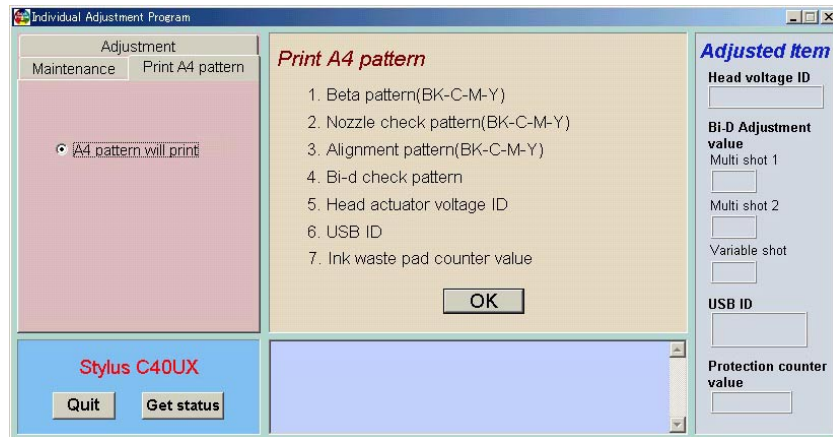 Individual Adjustment Program
Adjustment
Maintenance
Print A4 pattern
A4 pattern will print
Print A4 pattern
1. Beta pattern(BK-C-M-Y)
2. Nozzle check pattern(BK-C-M-Y)
3. Alignment pattern(BK-C-M-Y)
4. Bi-d check pattern
5. Head actuator voltage ID
6. USB ID
7. Ink waste pad counter value
OK
Adjusted Item
Head voltage ID
Bi-D Adjustment
value
Multi shot 1
Multi shot 2
Variable shot
USB ID
Protection counter
value
Stylus C40UX
Quit
Get status